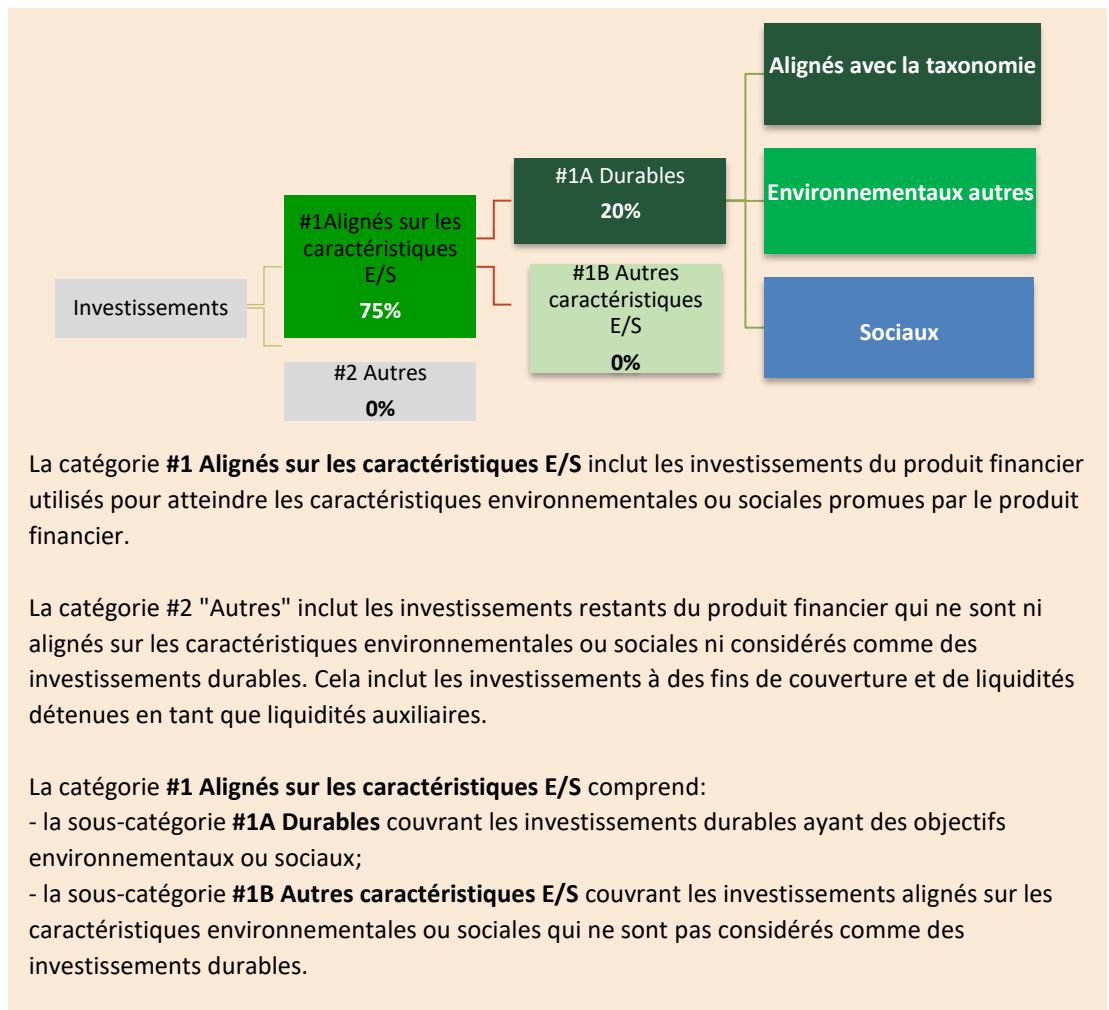 Investissements
#1Alignés sur les
caractéristiques
E/S
75%
#2 Autres
0%
#1A Durables
20%
#1B Autres
caractéristiques
E/S
0%
Alignés avec la taxonomie
Environnementaux autres
Sociaux
La catégorie #1 Alignés sur les caractéristiques E/S inclut les investissements du produit financier
utilisés pour atteindre les caractéristiques environnementales ou sociales promues par le produit
financier.
La catégorie #2 "Autres" inclut les investissements restants du produit financier qui ne sont ni
alignés sur les caractéristiques environnementales ou sociales ni considérés comme des
investissements durables. Cela inclut les investissements à des fins de couverture et de liquidités
détenues en tant que liquidités auxiliaires.
La catégorie #1 Alignés sur les caractéristiques E/S comprend:
- la sous-catégorie #1A Durables couvrant les investissements durables ayant des objectifs
environnementaux ou sociaux;
- la sous-catégorie #1B Autres caractéristiques E/S couvrant les investissements alignés sur les
caractéristiques environnementales ou sociales qui ne sont pas considérés comme des
investissements durables.